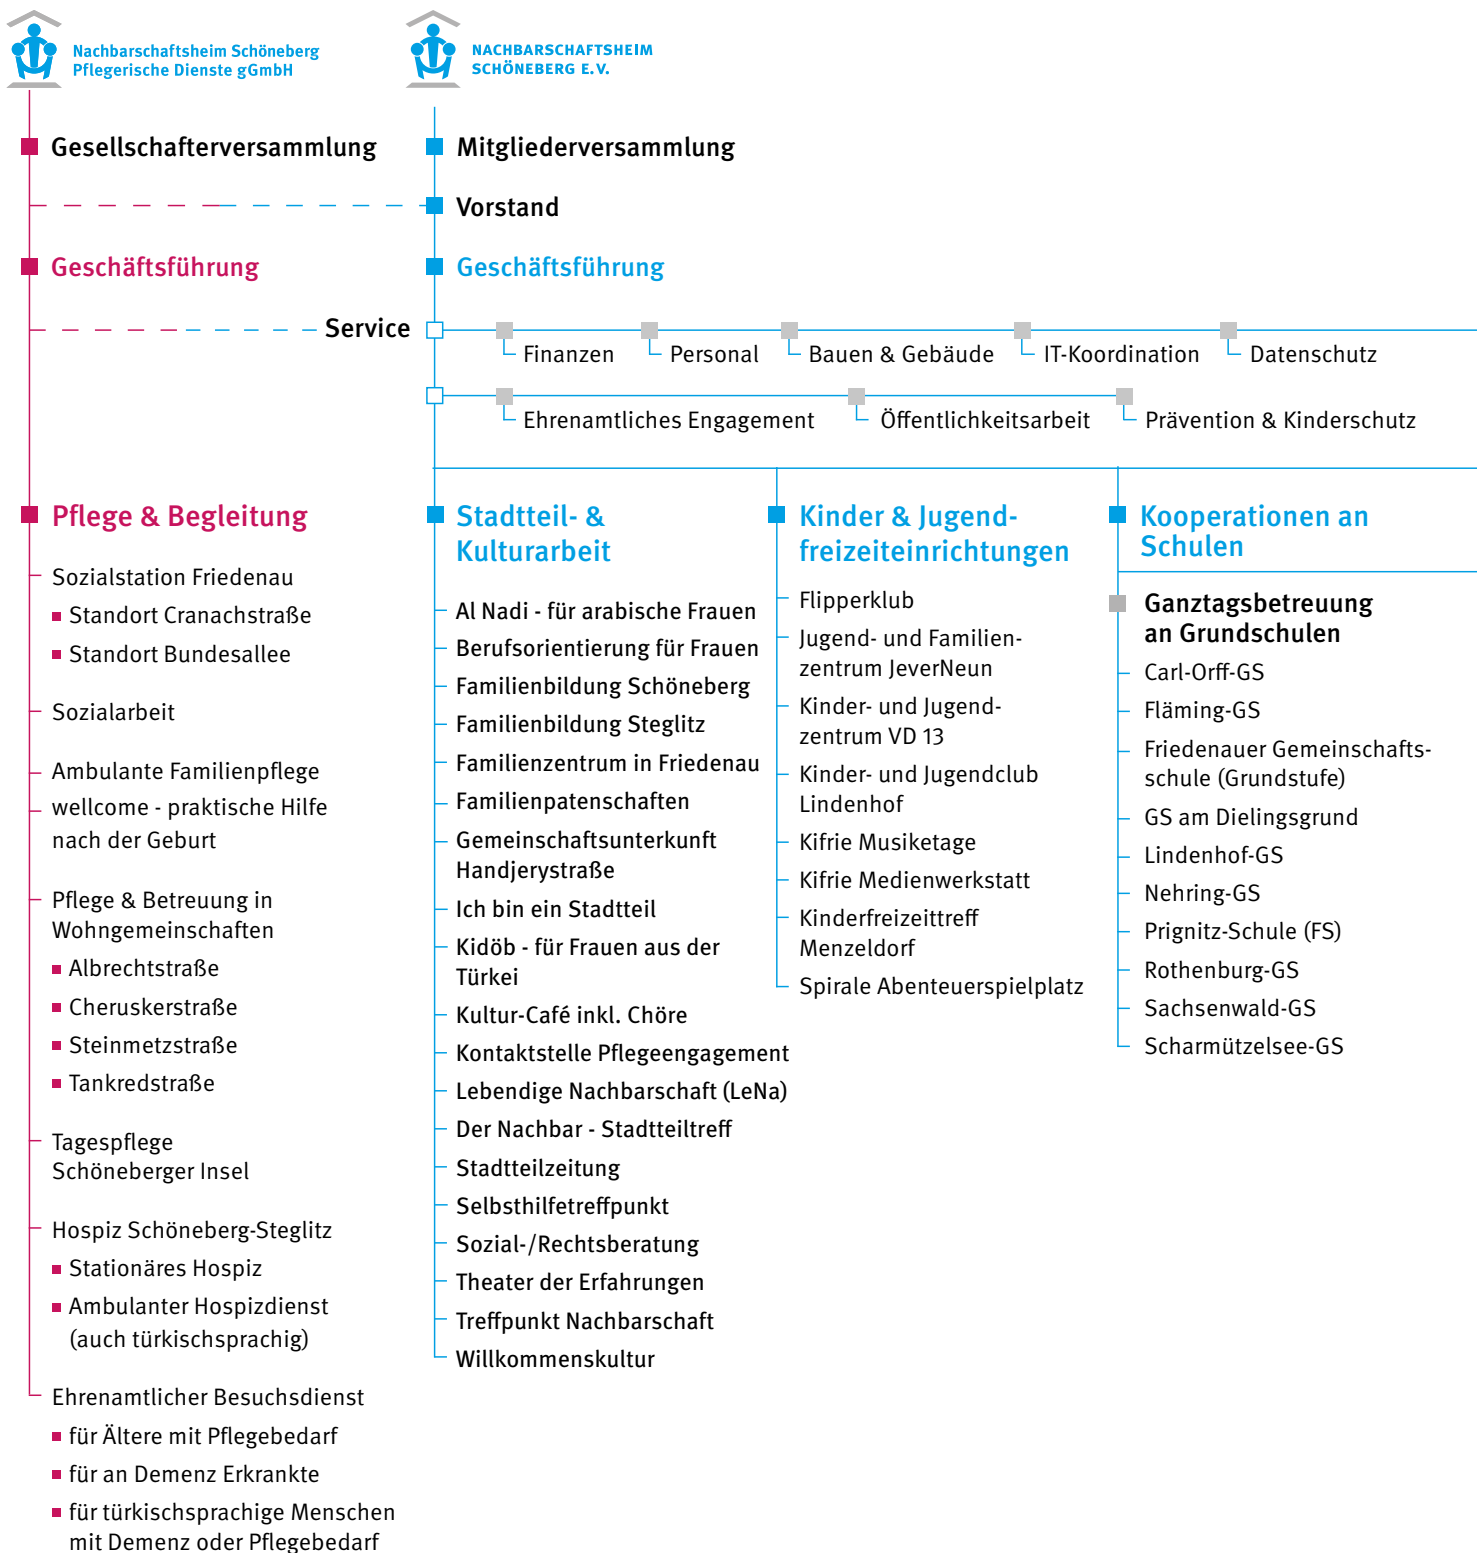 Nachbarschaftsheim Schöneberg
Pflegerische Dienste gGmbH
NACHBARSCHAFTSHEIM
SCHÖNEBERG E.V.
Gesellschafterversammlung
Mitgliederversammlung
Vorstand
Geschäftsführung
Geschäftsführung
Service
Finanzen
Personal
Bauen & Gebäude
IT-Koordination
Datenschutz
Ehrenamtliches Engagement
Öffentlichkeitsarbeit
Prävention & Kinderschutz
Pflege & Begleitung
Sozialstation Friedenau
Standort Cranachstraße
Standort Bundesallee
Sozialarbeit
Ambulante Familienpflege
wellcome - praktische Hilfe
nach der Geburt
Pflege & Betreuung in
Wohngemeinschaften
Albrechtstraße
Cheruskerstraße
Steinmetzstraße
Tankredstraße
Tagespflege
Schöneberger Insel
Hospiz Schöneberg-Steglitz
Stationäres Hospiz
Ambulanter Hospizdienst
(auch türkischsprachig)
Ehrenamtlicher Besuchsdienst
für Ältere mit Pflegebedarf
für an Demenz Erkrankte
für türkischsprachige Menschen
mit Demenz oder Pflegebedarf
Stadtteil- &
Kulturarbeit
Al Nadi - für arabische Frauen
Berufsorientierung für Frauen
Familienbildung Schöneberg
Familienbildung Steglitz
Familienzentrum in Friedenau
Familienpatenschaften
Gemeinschaftsunterkunft
Handjerystraße
Ich bin ein Stadtteil
Kidöb - für Frauen aus der
Türkei
Kultur-Café inkl. Chöre
Kontaktstelle Pflegeengagement
Lebendige Nachbarschaft (LeNa)
Der Nachbar - Stadtteiltreff
Stadtteilzeitung
Selbsthilfetreffpunkt
Sozial-/Rechtsberatung
Theater der Erfahrungen
Treffpunkt Nachbarschaft
Willkommenskultur
Kinder & Jugend-
freizeiteinrichtungen
Flipperklub
Jugend- und Familien-
zentrum JeverNeun
Kinder- und Jugend-
zentrum VD 13
Kinder- und Jugendclub
Lindenhof
Kifrie Musiketage
Kifrie Medienwerkstatt
Kinderfreizeittreff
Menzeldorf
Spirale Abenteuerspielplatz
Kooperationen an
Schulen
Ganztagsbetreuung
an Grundschulen
Carl-Orff-GS
Fläming-GS
Friedenauer Gemeinschafts-
schule (Grundstufe)
GS am Dielingsgrund
Lindenhof-GS
Nehring-GS
Prignitz-Schule (FS)
Rothenburg-GS
Sachsenwald-GS
Scharmützelsee-GS